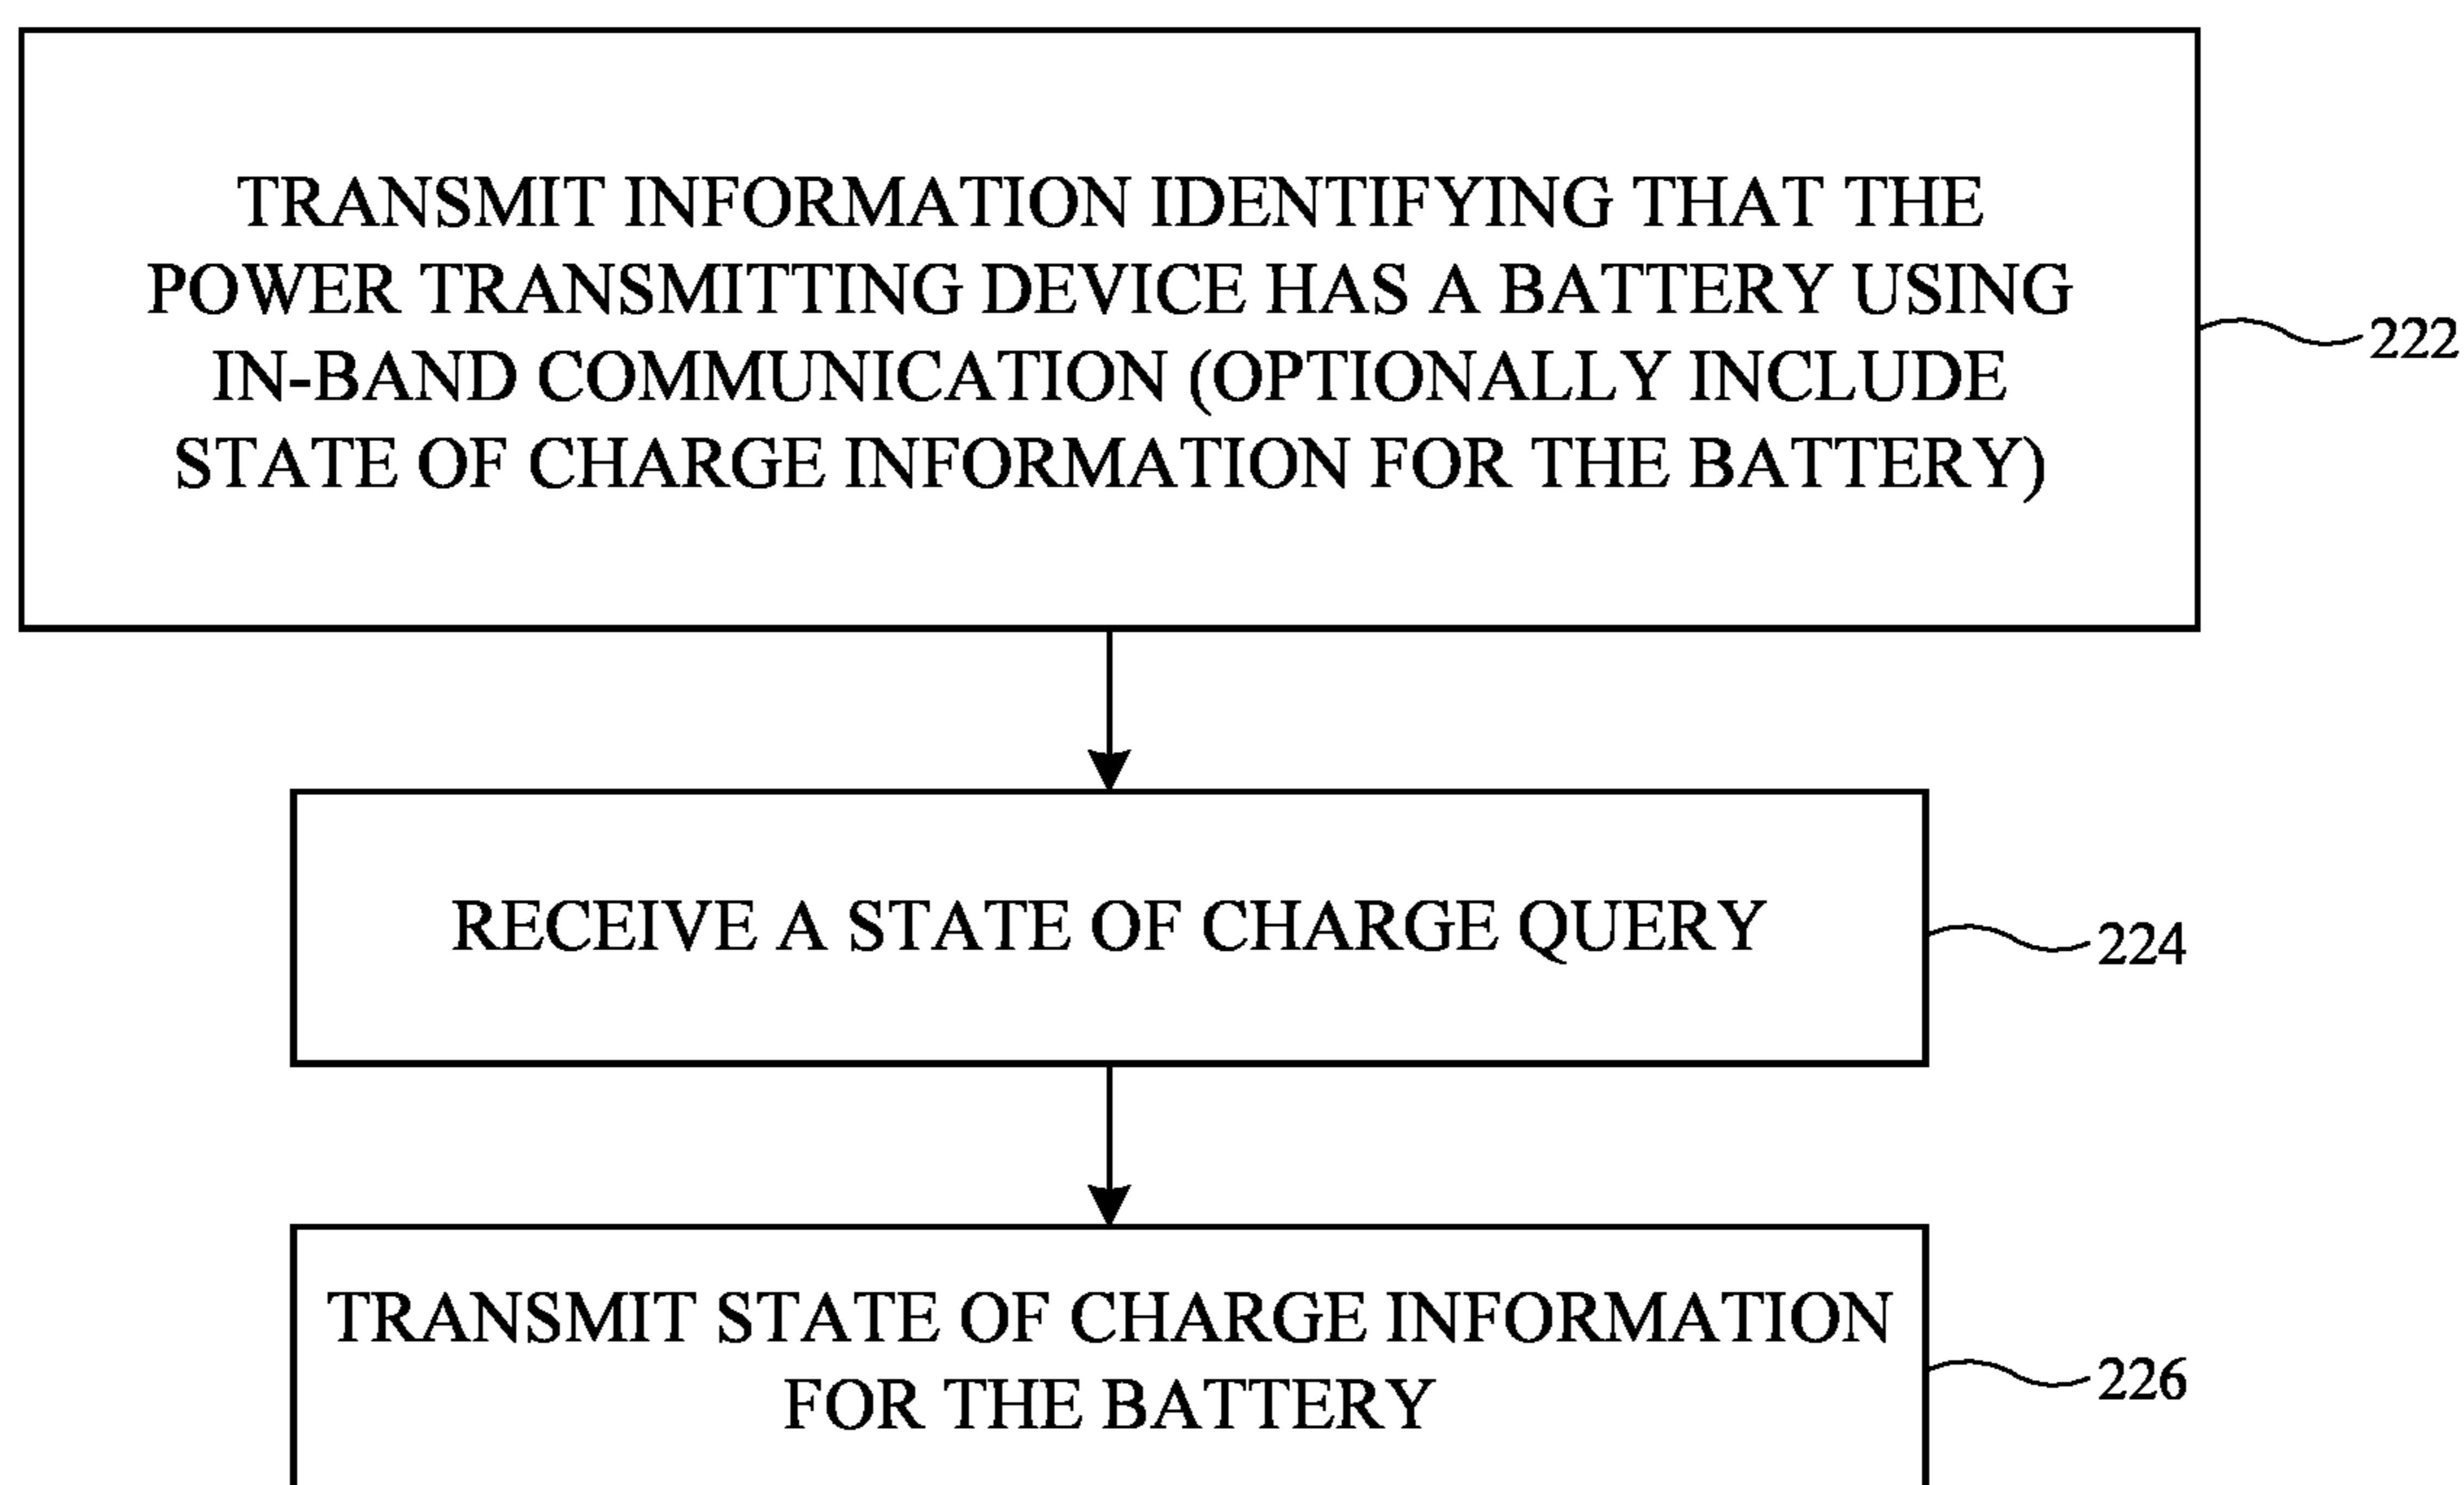 TRANSMIT INFORMATION IDENTIFYING THAT THE
POWER TRANSMITTING DEVICE HAS A BATTERY USING
IN-BAND COMMUNICATION (OPTIONALLY INCLUDE
STATE OF CHARGE INFORMATION FOR THE BATTERY)
222
RECEIVE A STATE OF CHARGE QUERY
224
TRANSMIT STATE OF CHARGE INFORMATION
FOR THE BATTERY
226